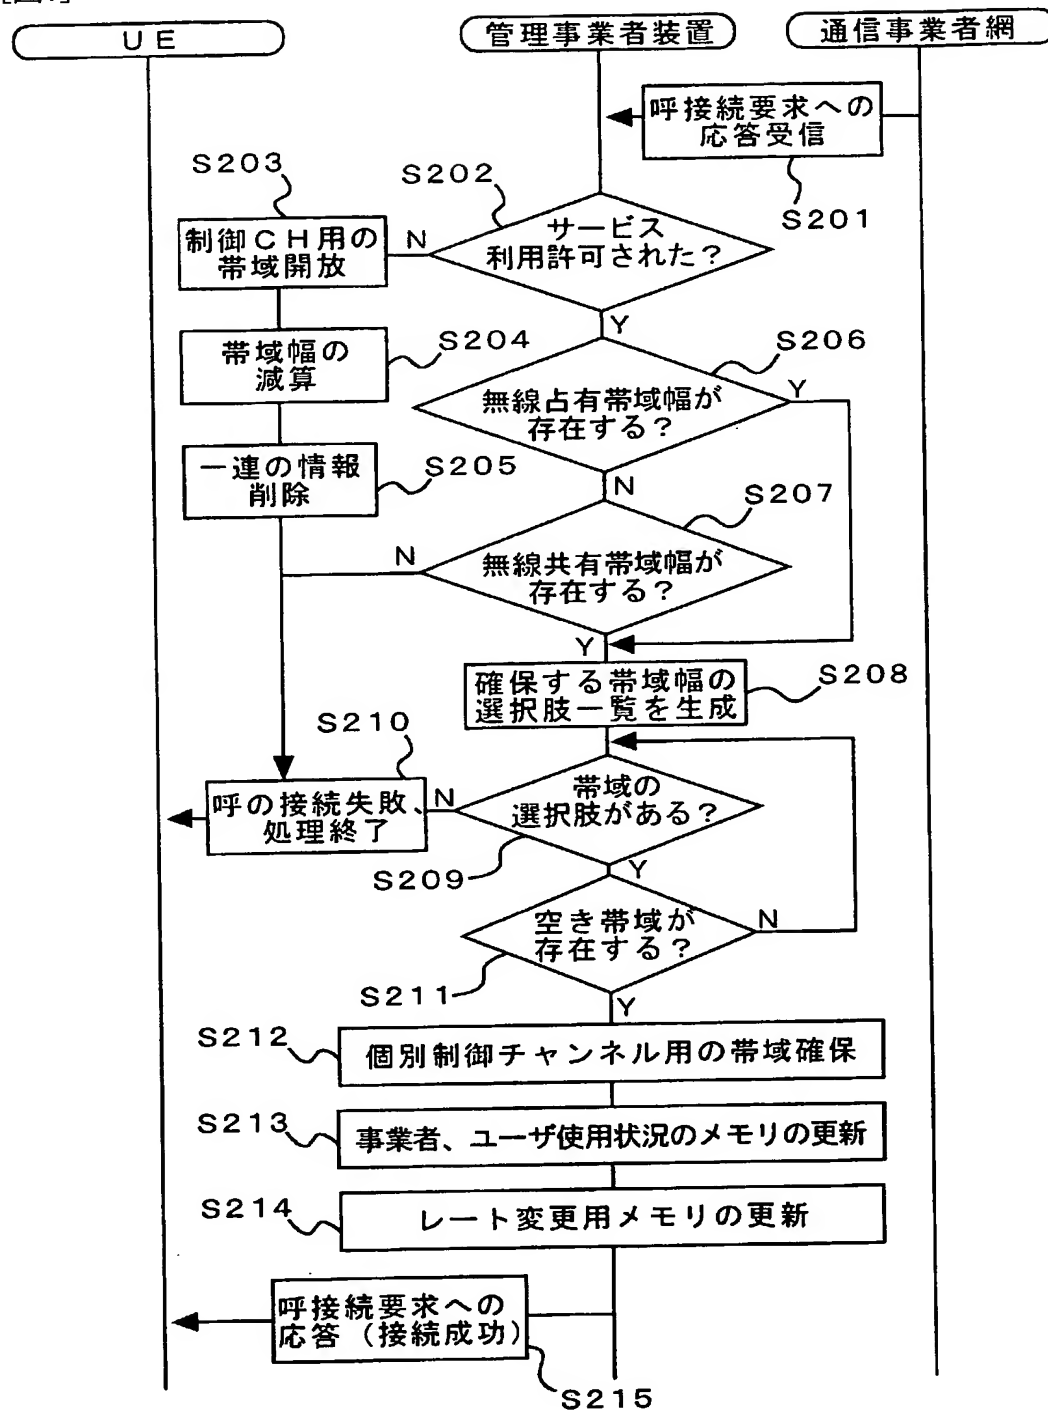 UE
管理事業者装置
通信事業者網
呼接続要求への
応答受信
S201
S203
S202
制御CH用の
帯域開放
N
サービス
利用許可された?
Y
帯域幅の
減算
S204
S206
無線占有帯域幅が
存在する?
Y
一連の情報
削除
S205
N
S207
N
無線共有帯域幅が
存在する?
Y
確保する帯域幅の
選択肢一覧を生成
S208
S210
呼の接続失敗、
処理終了
N
帯域の
選択肢がある?
S209
Y
空き帯域が
存在する?
N
S211
Y
S212
個別制御チャンネル用の帯域確保
S213
事業者、ユーザ使用状況のメモリの更新
S214
レート変更用メモリの更新
呼接続要求への
応答(接続成功)
S215